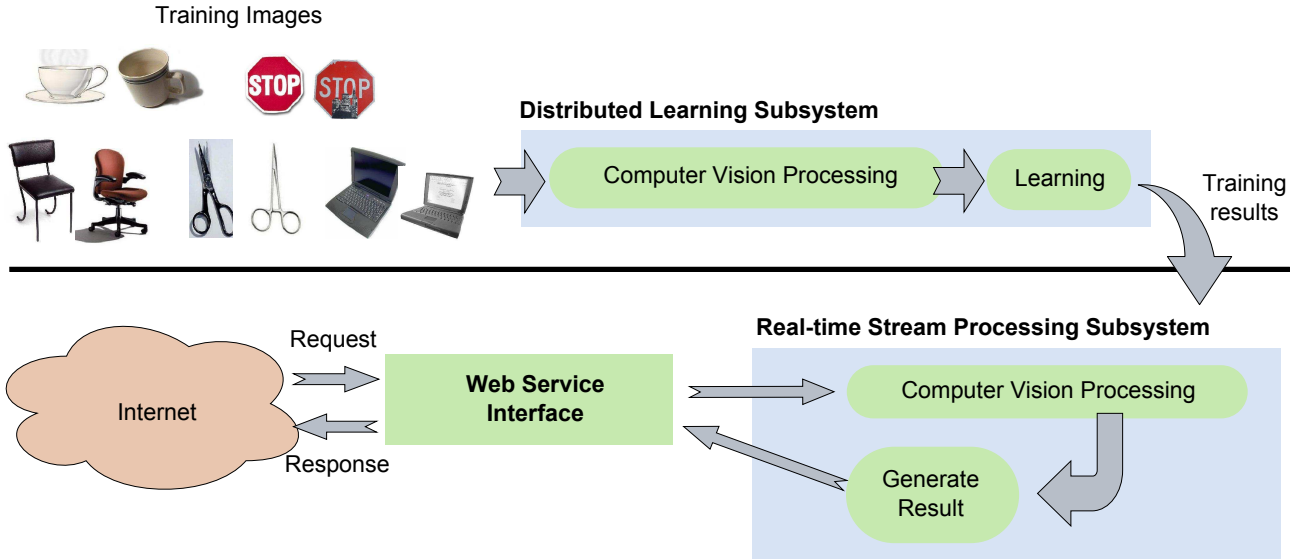 Training Images
STOP
STOP
Distributed Learning Subsystem
Computer Vision Processing
Learning
Training
results
Real-time Stream Processing Subsystem
Request
Web Service
Interface
Computer Vision Processing
Internet
Response
Generate
Result